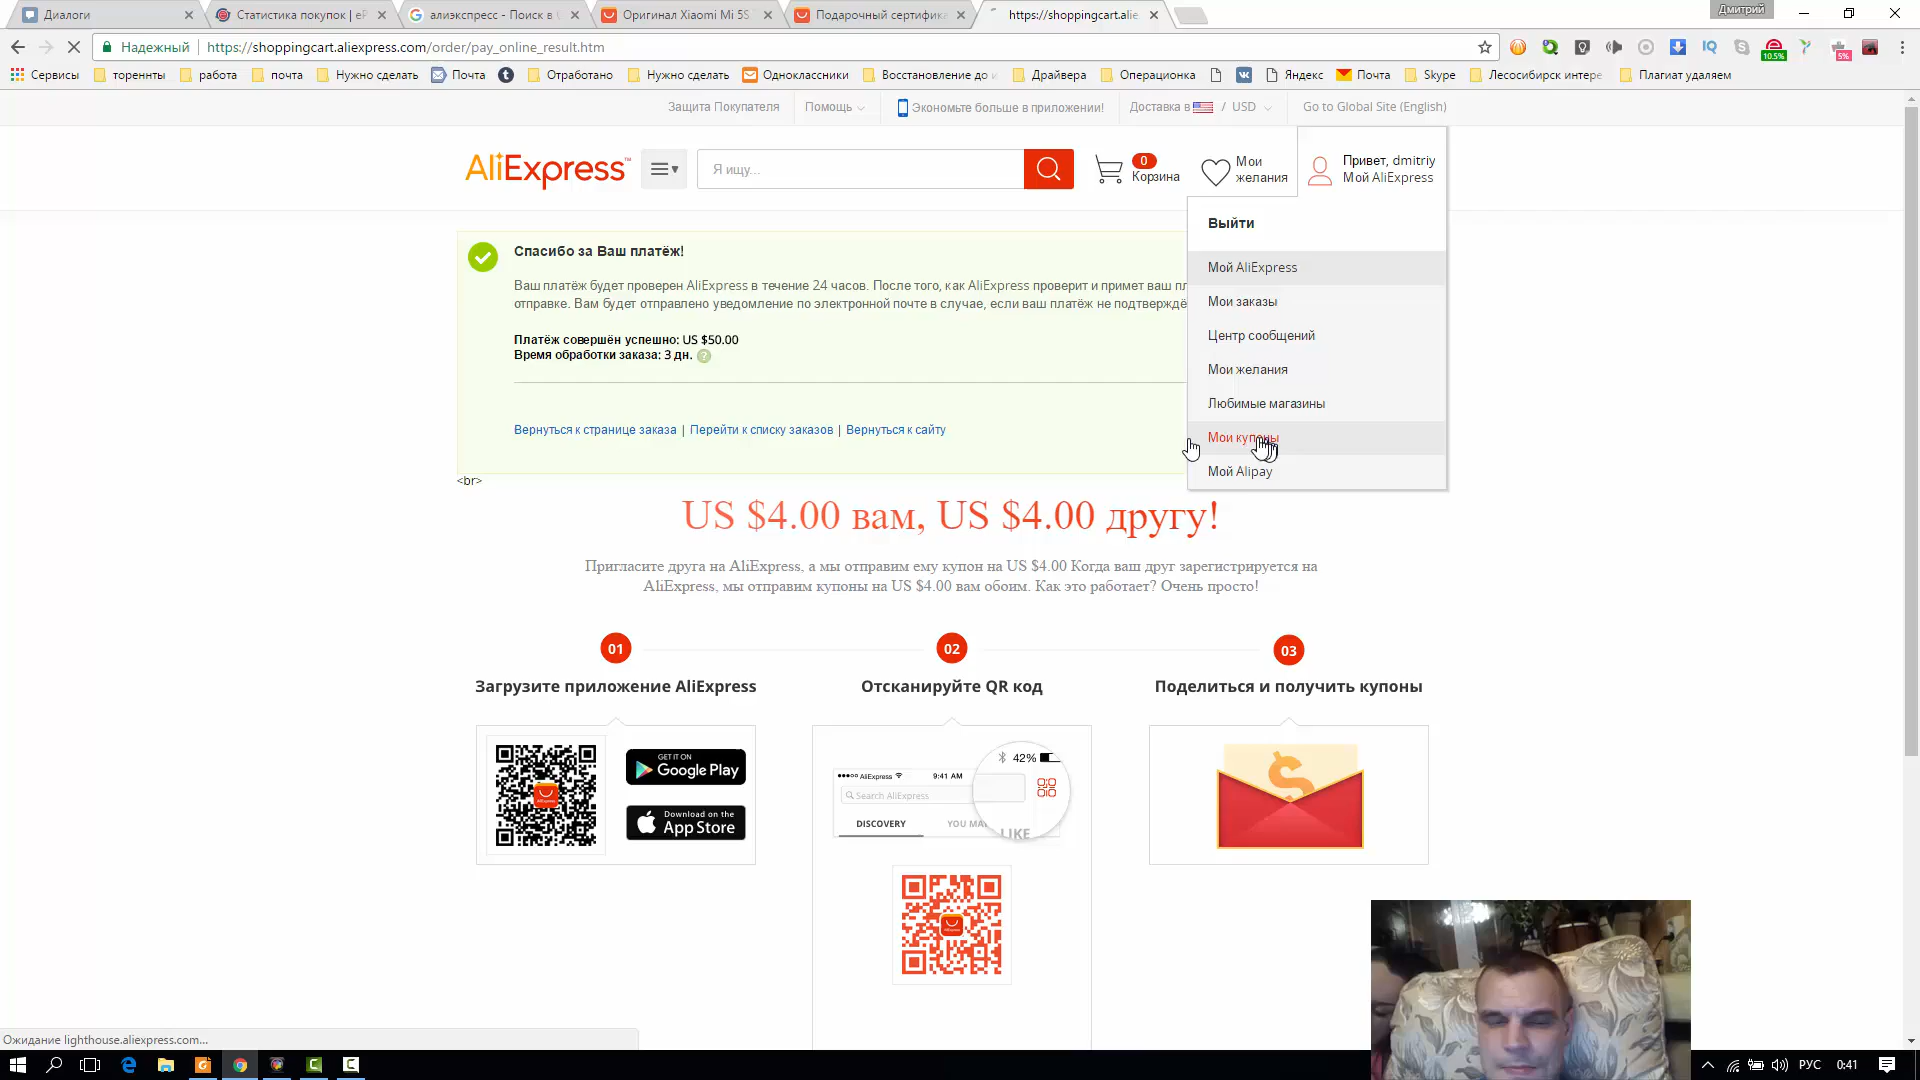 Диалоги
Статистика покупок | eP
алиэкспресс - Поиск в G
Оригинал Xiaomi Mi 5S
Подарочный сертифика
https://shoppingcart.alie
Дмитрий
Надежный
https://shoppingcart.aliexpress.com/order/pay_online_result.htm
10.5%
5%
Сервисы
тореннты
работа
почта
Нужно сделать
Почта
Отработано
Нужно сделать
Одноклассники
Восстановление до
Драйвера
Операционка
Яндекс
Почта
Skype
Лесосибирск интере
Плагиат удаляем
Защита Покупателя
Помощь
Экономьте больше в приложении!
Доставка в / USD
Go to Global Site (English)
AliExpress™
Я ищу...
0
Корзина
Мои желания
Привет, dmitriy
Мой AliExpress
Выйти
Мой AliExpress
Мои заказы
Центр сообщений
Мои желания
Любимые магазины
Мои купоны
Мой Alipay
Спасибо за Ваш платёж!
Ваш платёж будет проверен AliExpress в течение 24 часов. После того, как AliExpress проверит и примет ваш пл
отправке. Вам будет отправлено уведомление по электронной почте в случае, если ваш платёж не подтверждё
Платёж совершён успешно: US $50.00
Время обработки заказа: 3 дн. ?
Вернуться к странице заказа | Перейти к списку заказов | Вернуться к сайту
<br>
US $4.00 вам, US $4.00 другу!
Пригласите друга на AliExpress, а мы отправим ему купон на US $4.00 Когда ваш друг зарегистрируется на
AliExpress, мы отправим купоны на US $4.00 вам обоим. Как это работает? Очень просто!
01
02
03
Загрузите приложение AliExpress
Отсканируйте QR код
Поделиться и получить купоны
GET IT ON
Google Play
Download on the
App Store
AliExpress
9:41 AM
42%
Search AliExpress
DISCOVERY
YOU MA
LIKE
Ожидание lighthouse.aliexpress.com...
РУС
0:41